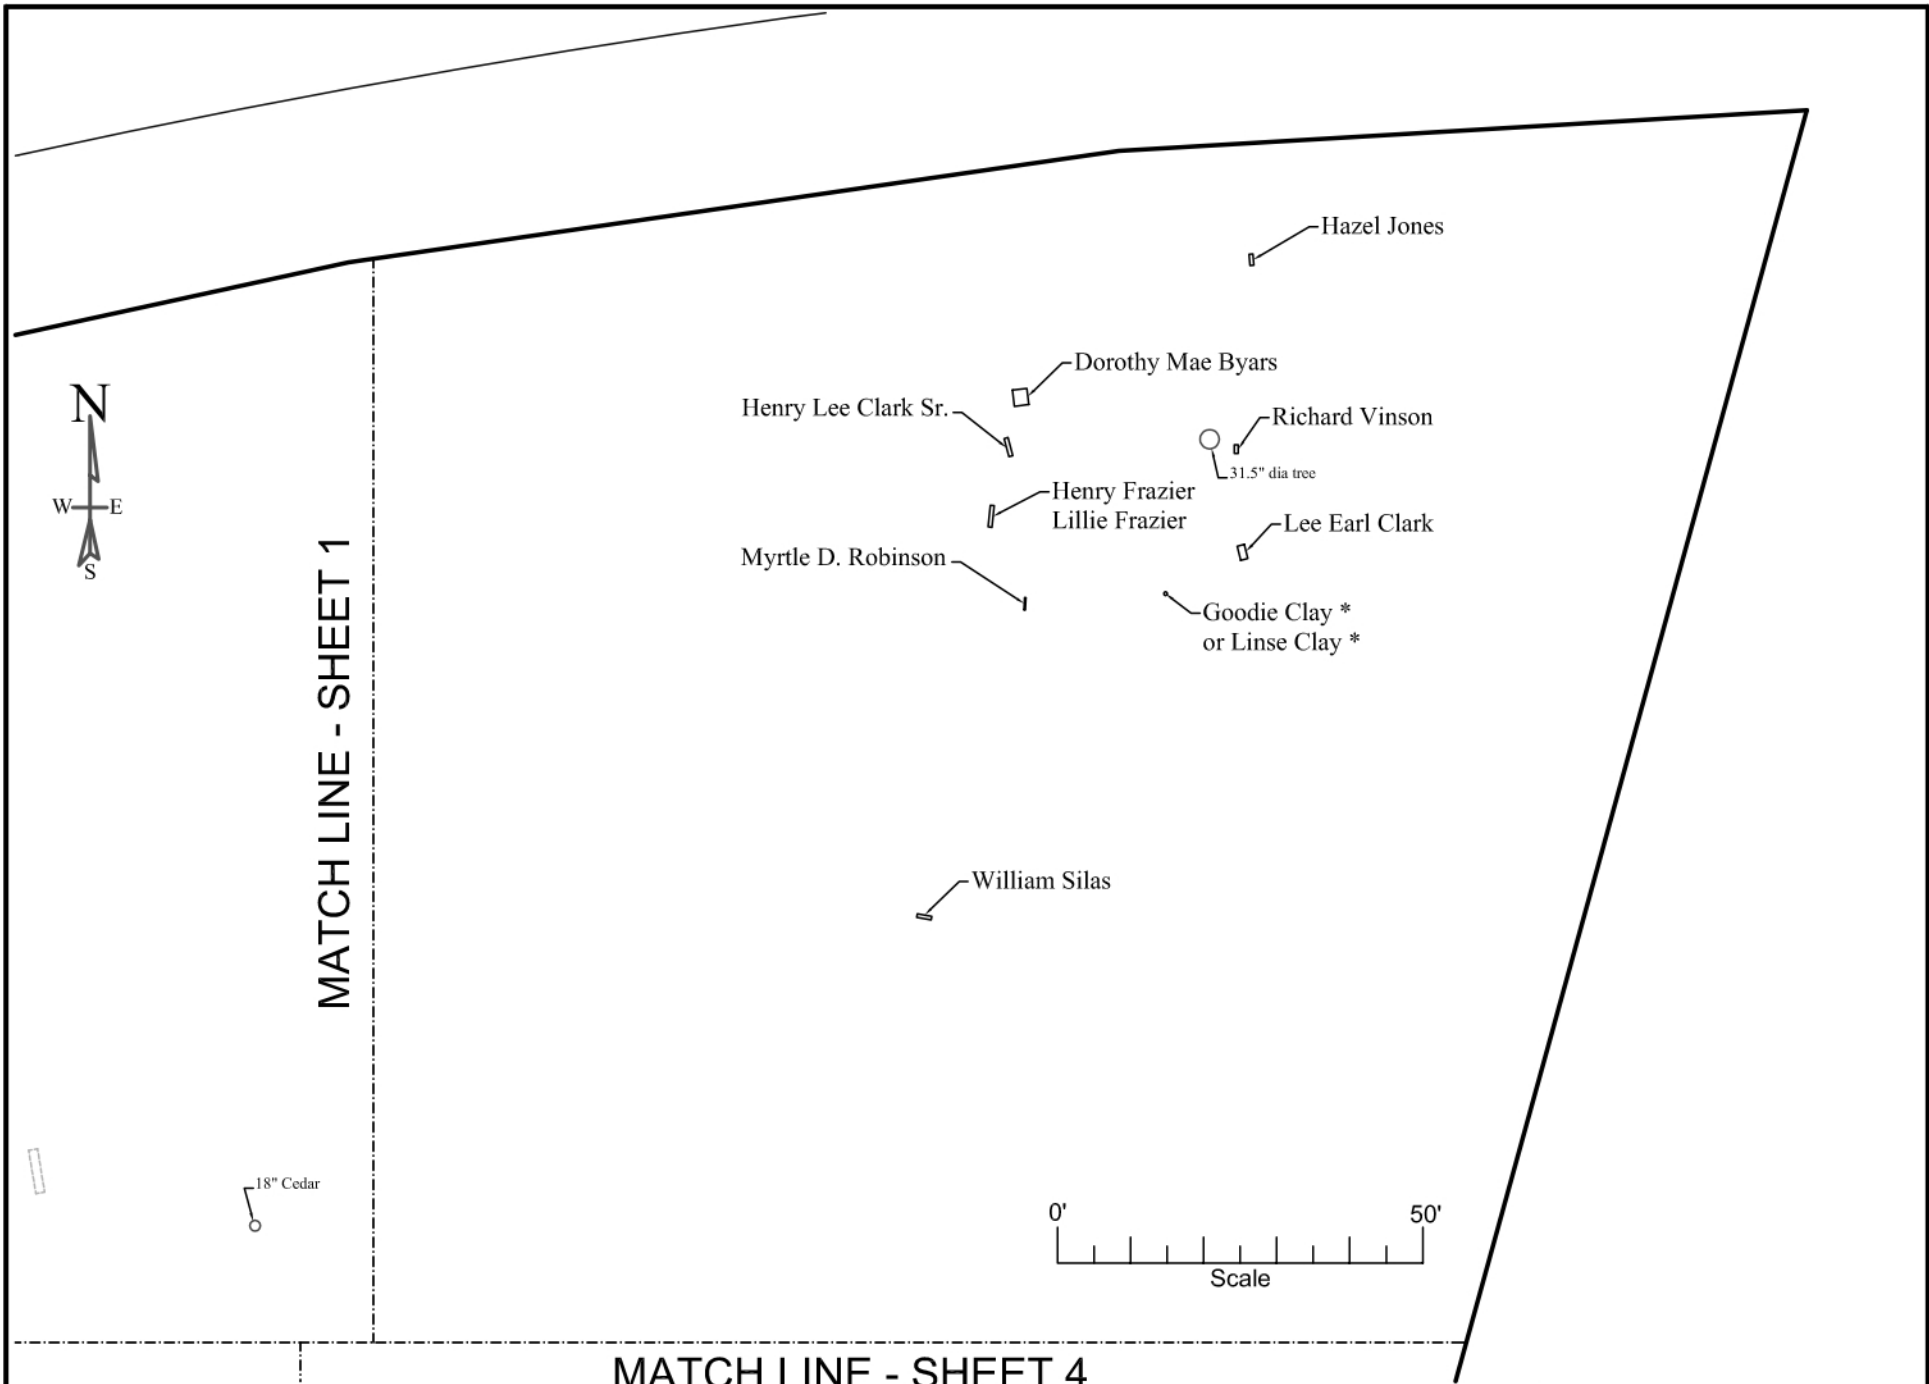 Hazel Jones
Dorothy Mae Byars
Henry Lee Clark Sr.
Richard Vinson
31.5" dia tree
N
W E
S
Henry Frazier
Lillie Frazier
Lee Earl Clark
Myrtle D. Robinson
Goodie Clay *
or Linse Clay *
MATCH LINE - SHEET 1
William Silas
18" Cedar
0' 50'
Scale
MATCH LINE - SHEET 4